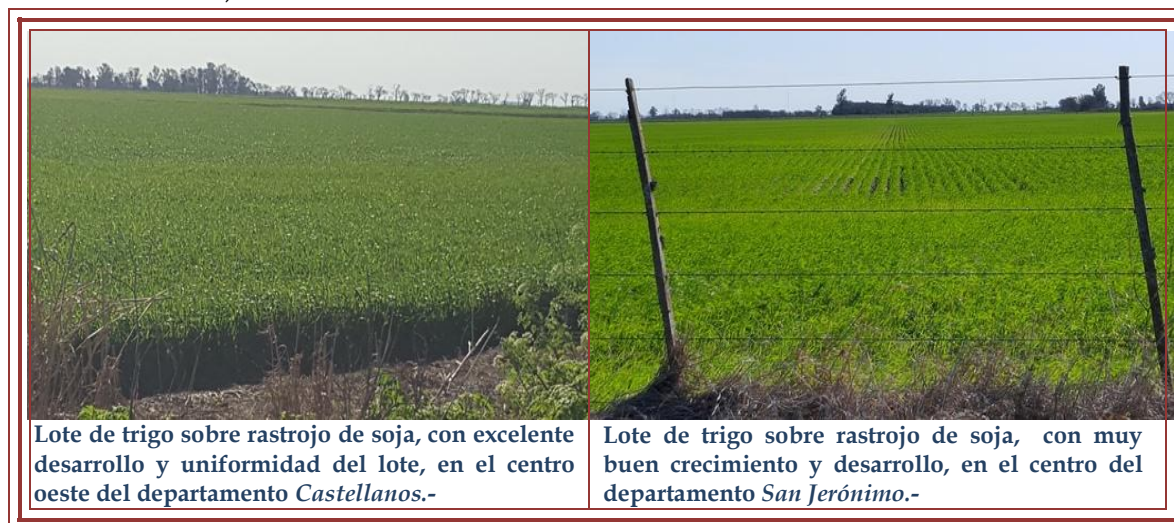 Lote de trigo sobre rastrojo de soja, con excelente
desarrollo y uniformidad del lote, en el centro
oeste del departamento Castellanos.-
Lote de trigo sobre rastrojo de soja, con muy
buen crecimiento y desarrollo, en el centro del
departamento San Jerónimo.-